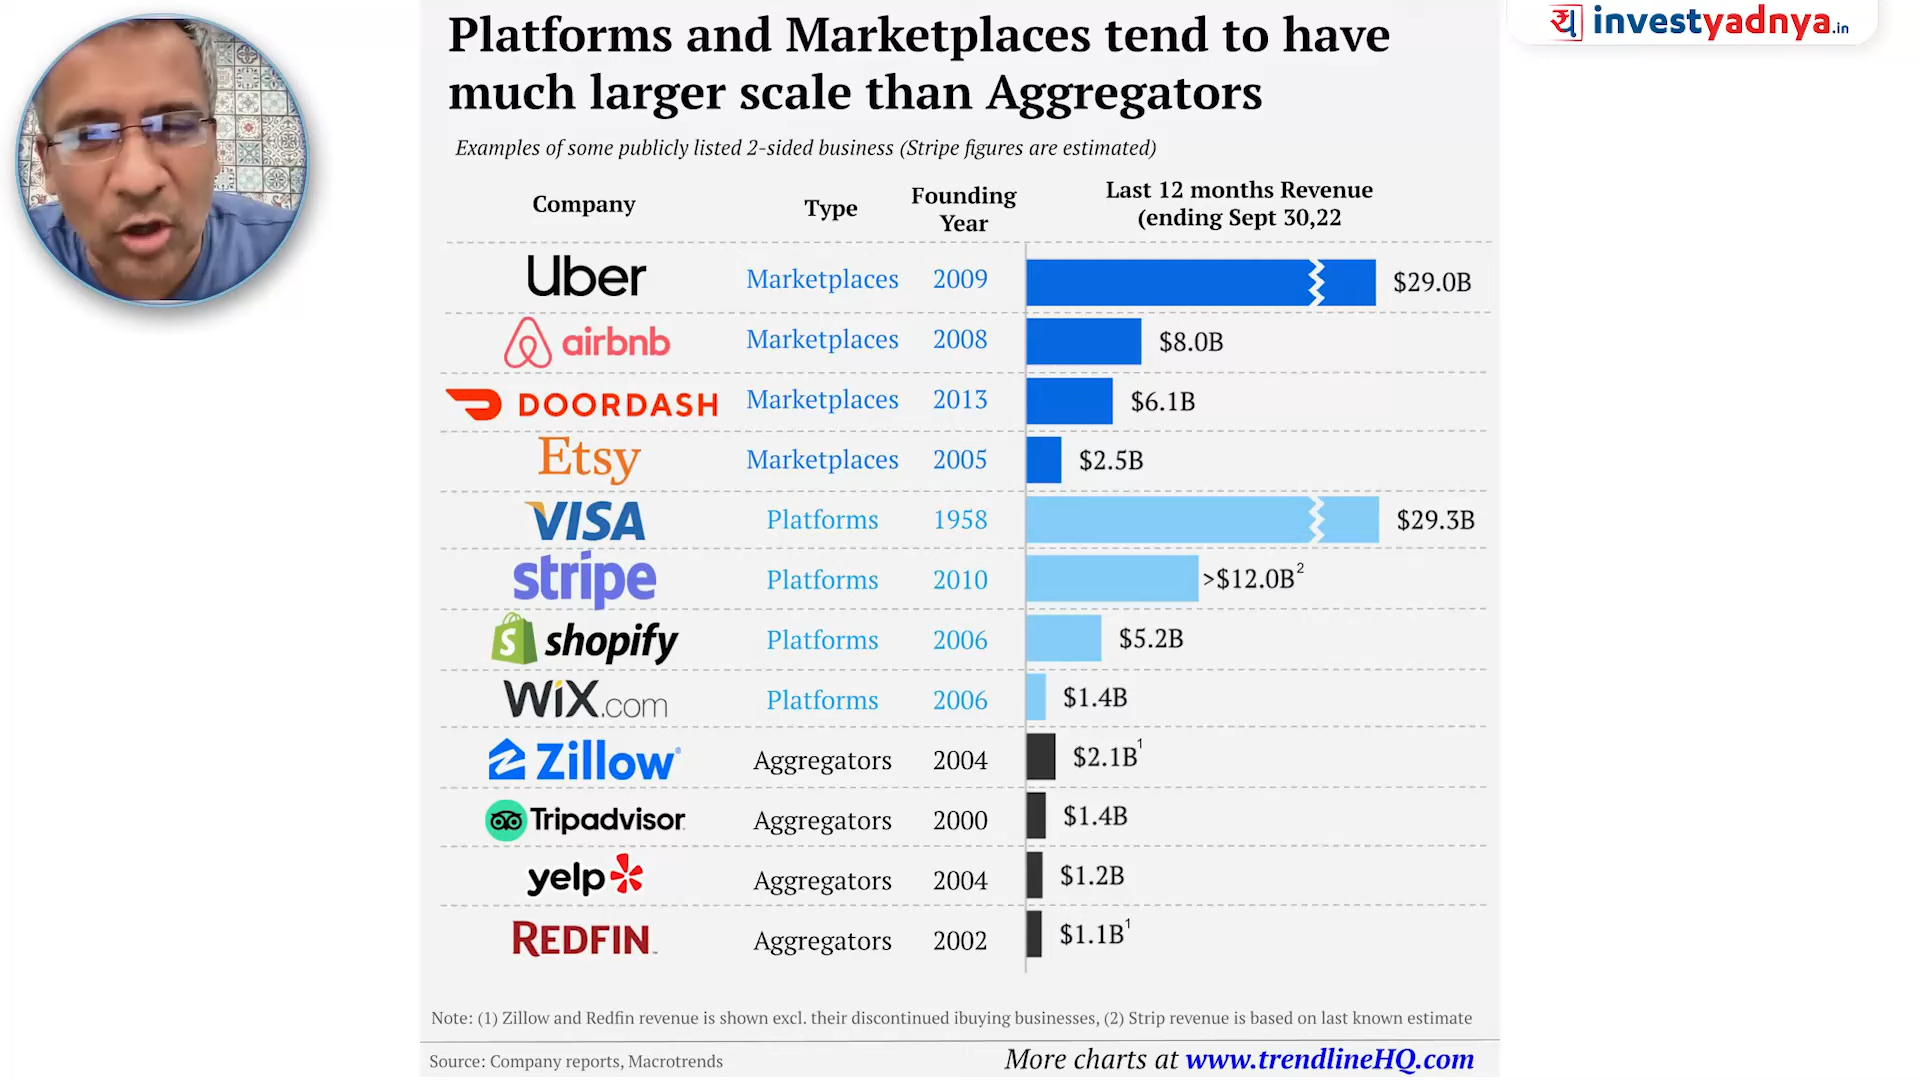 Platforms and Marketplaces tend to have
much larger scale than Aggregators
यू investyadnya.in
Examples of some publicly listed 2-sided business (Stripe figures are estimated)
Company Type Founding Year Last 12 months Revenue
(ending Sept 30,22
Uber Marketplaces 2009 $29.0B
airbnb Marketplaces 2008 $8.0B
DOORDASH Marketplaces 2013 $6.1B
Etsy Marketplaces 2005 $2.5B
VISA Platforms 1958 $29.3B
stripe Platforms 2010 >$12.0B2
S shopify Platforms 2006 $5.2B
WiX.com Platforms 2006 $1.4B
Zillow® Aggregators 2004 $2.1B1
Tripadvisor Aggregators 2000 $1.4B
yelp Aggregators 2004 $1.2B
REDFIN Aggregators 2002 $1.1B1
Note: (1) Zillow and Redfin revenue is shown excl. their discontinued ibuying businesses, (2) Strip revenue is based on last known estimate
Source: Company reports, Macrotrends
More charts at www.trendlineHQ.com